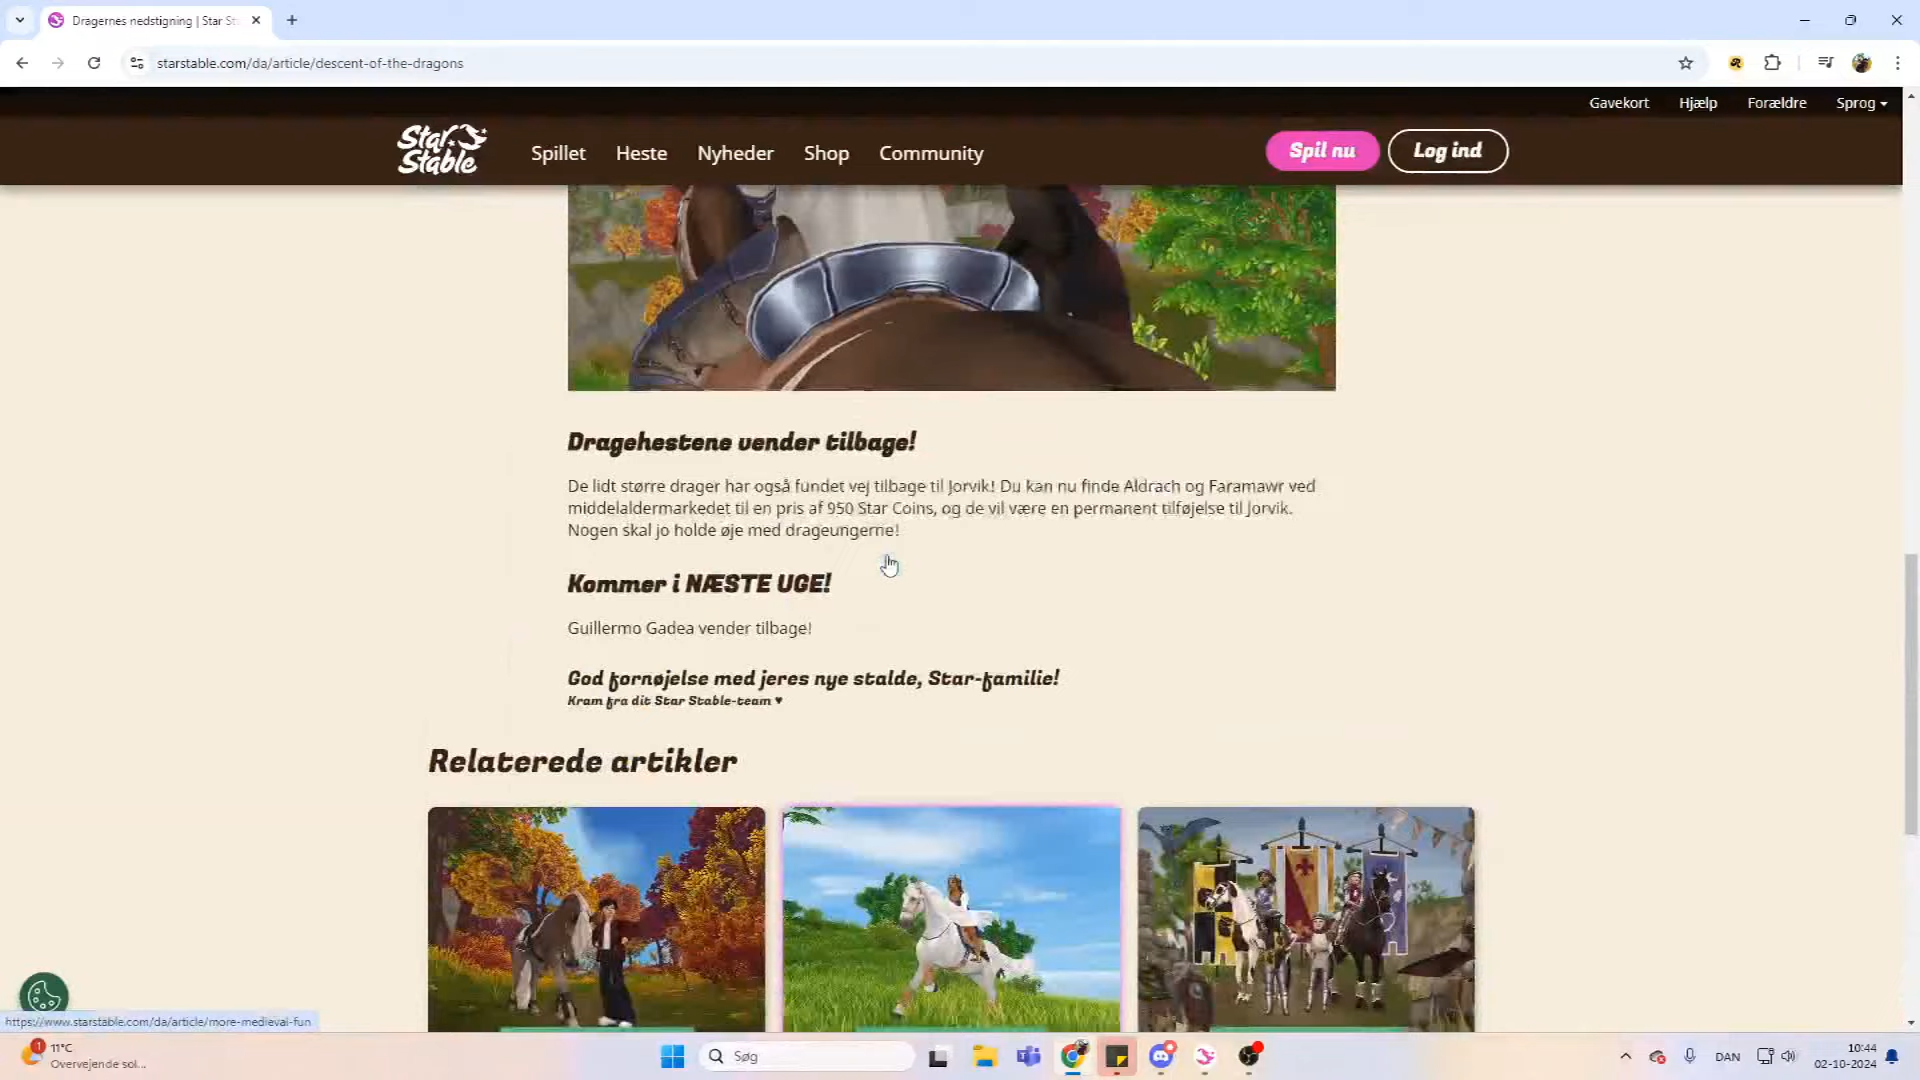 Dragernes nedstigning | Star St
starstable.com/da/article/descent-of-the-dragons
Gavekort
Hjælp
Forældre
Sprog
Star Stable
Spillet
Heste
Nyheder
Shop
Community
Spil nu
Log ind
Dragehestene vender tilbage!
De lidt større drager har også fundet vej tilbage til Jorvik! Du kan nu finde Aldrach og Faramawr ved
middelaldermarkedet til en pris af 950 Star Coins, og de vil være en permanent tilføjelse til Jorvik.
Nogen skal jo holde øje med drageungerne!
Kommer i NÆSTE UGE!
Guillermo Gadea vender tilbage!
God fornøjelse med jeres nye stalde, Star-familie!
Kram fra dit Star Stable-team ♥
Relaterede artikler
https://www.starstable.com/da/article/more-medieval-fun
1
11°C
Overvejende sol...
Søg
DAN
10:44
02-10-2024